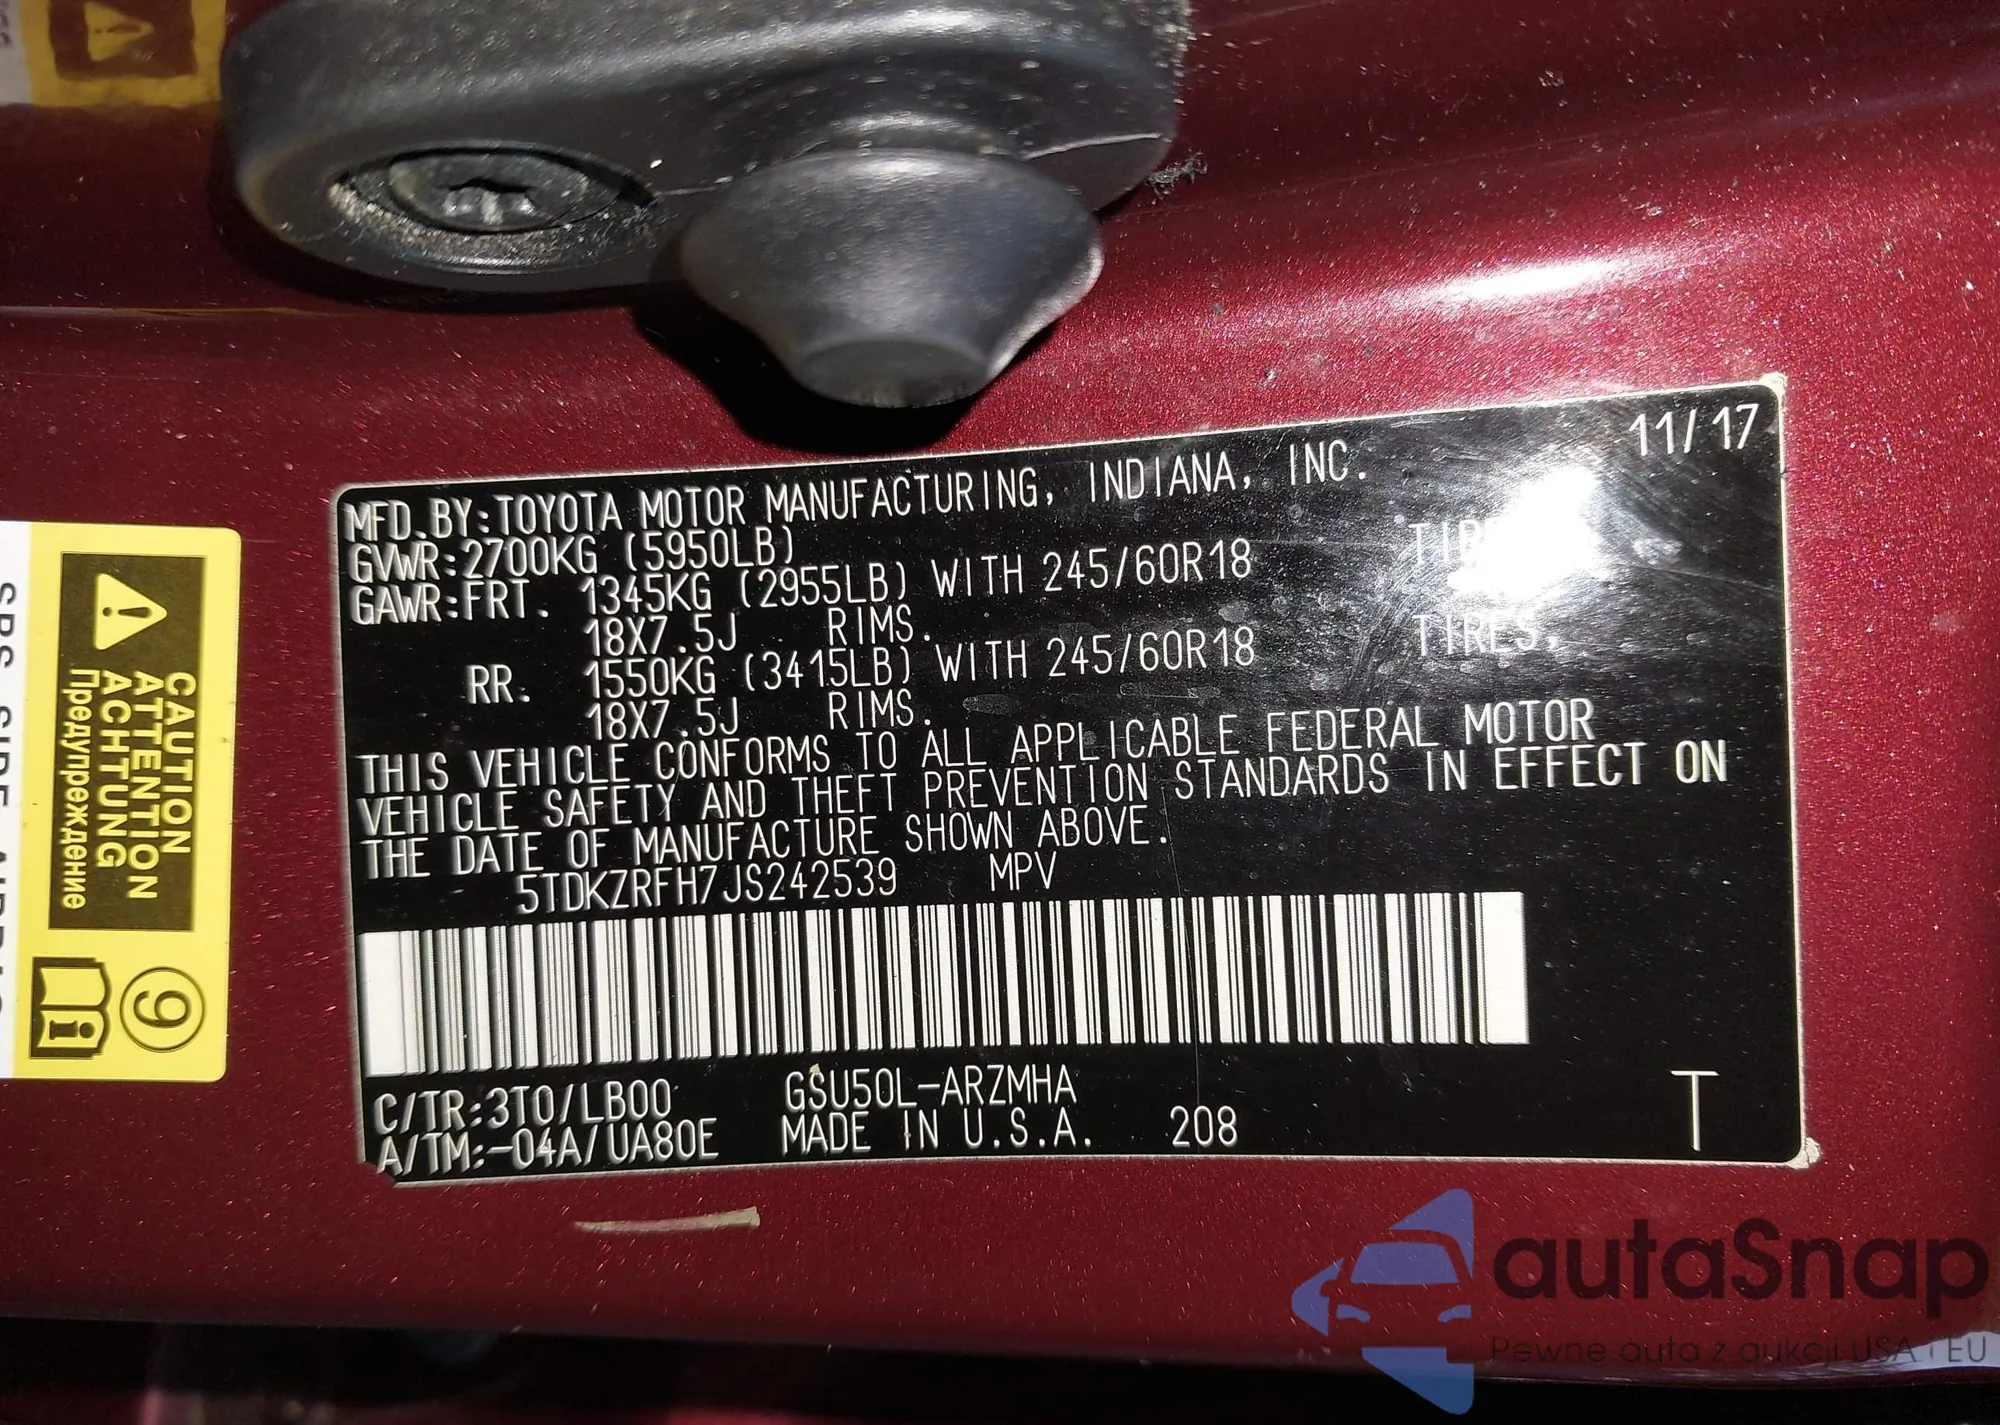 11/17
MFD.BY:TOYOTA MOTOR MANUFACTURING, INDIANA, INC.
GVWR:2700KG (5950LB)
GAWR:FRT. 1345KG (2955LB) WITH 245/60R18
18X7.5J RIMS.
RR. 1550KG (3415LB) WITH 245/60R18 TIRES,
18X7.5J RIMS.
THIS VEHICLE CONFORMS TO ALL APPLICABLE FEDERAL MOTOR
VEHICLE SAFETY AND THEFT PREVENTION STANDARDS IN EFFECT ON
THE DATE OF MANUFACTURE SHOWN ABOVE.
5TDKZRFH7JS242539 MPV
C/TR:3T0/LB00 GSU50L-ARZMHA
A/TM:-04A/UA80E MADE IN U.S.A. 208 T
CAUTION
ATTENTION
ACHTUNG
Предупреждение
9
i
SRS SIDE
autaSnap
Pewne auta z aukcji USA i EU